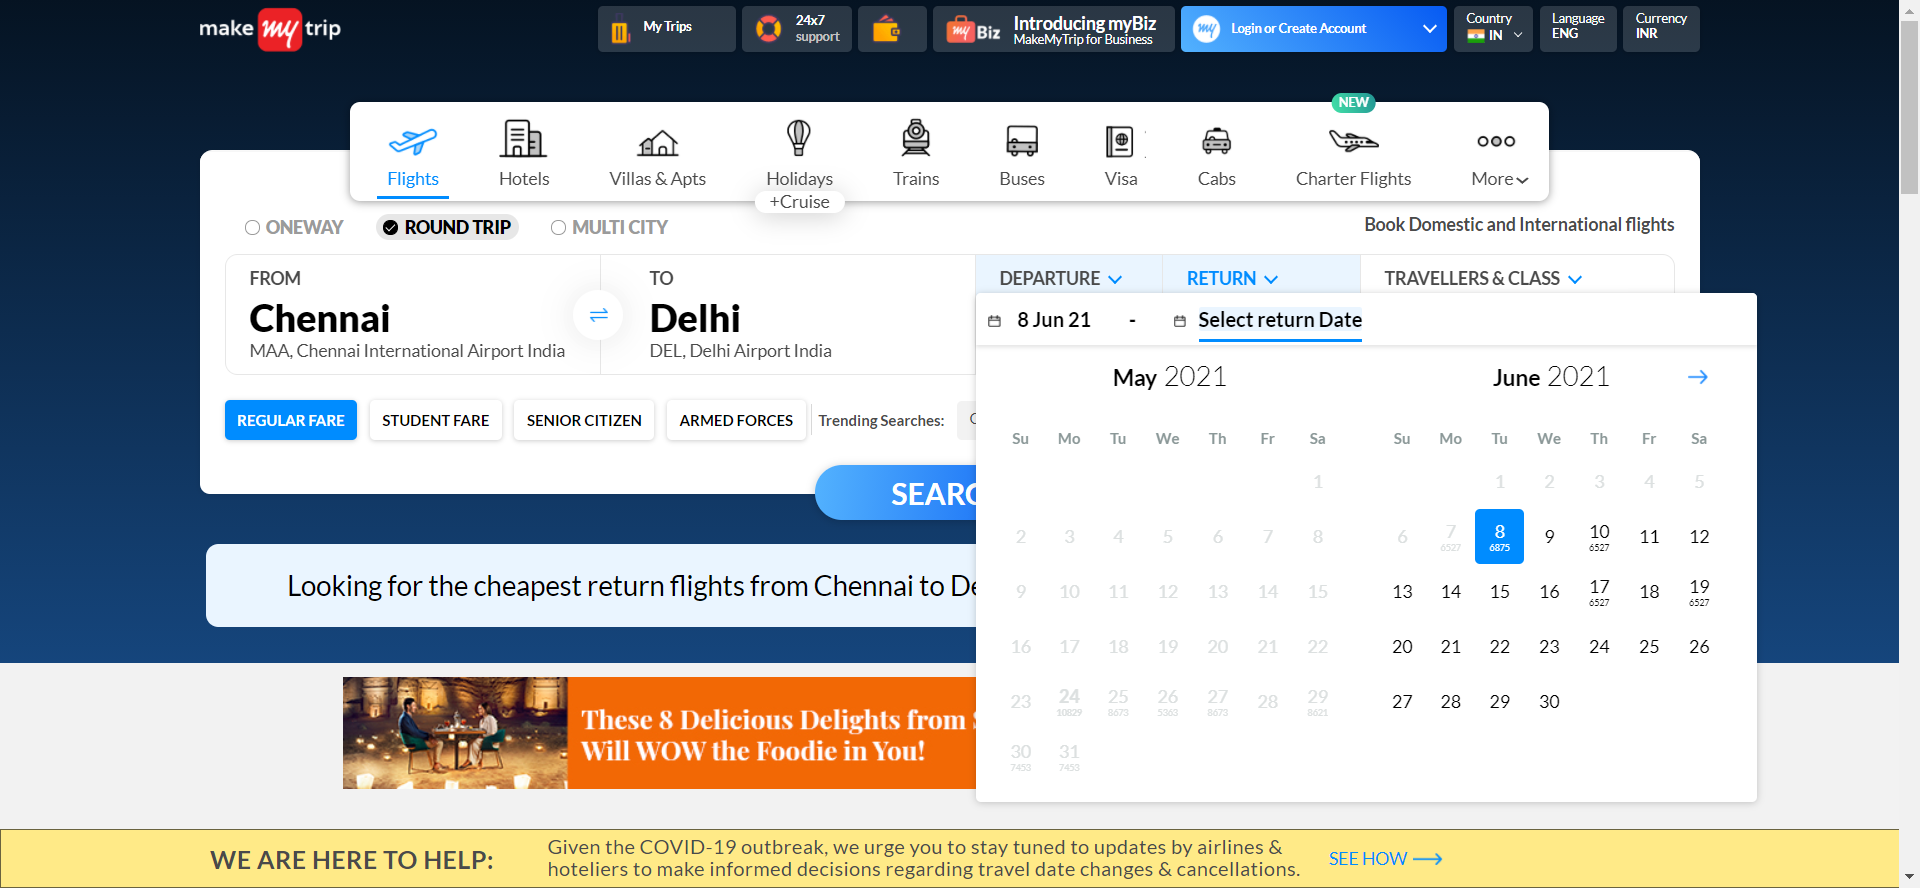 make my trip
My Trips
24x7
support
my Biz
Introducing myBiz
MakeMyTrip for Business
my
Login or Create Account
Country
IN
Language
ENG
Currency
INR
NEW
Flights
Hotels
Villas & Apts
Holidays
+Cruise
Trains
Buses
Visa
Cabs
Charter Flights
More
ONEWAY
ROUND TRIP
MULTI CITY
Book Domestic and International flights
FROM
Chennai
MAA, Chennai International Airport India
TO
Delhi
DEL, Delhi Airport India
DEPARTURE
RETURN
TRAVELLERS & CLASS
8 Jun 21 - Select return Date
REGULAR FARE
STUDENT FARE
SENIOR CITIZEN
ARMED FORCES
Trending Searches:
SEARC
May 2021
Su Mo Tu We Th Fr Sa
1
2 3 4 5 6 7 8
9 10 11 12 13 14 15
16 17 18 19 20 21 22
23 24 25 26 27 28 29
10829 8673 5363 8673 8621
30 31
7453 7453
June 2021
Su Mo Tu We Th Fr Sa
1 2 3 4 5
6 7 8 9 10 11 12
6527 6875 6527
13 14 15 16 17 18 19
6527 6527
20 21 22 23 24 25 26
27 28 29 30
Looking for the cheapest return flights from Chennai to De
These 8 Delicious Delights from S
Will WOW the Foodie in You!
WE ARE HERE TO HELP:
Given the COVID-19 outbreak, we urge you to stay tuned to updates by airlines &
hoteliers to make informed decisions regarding travel date changes & cancellations.
SEE HOW